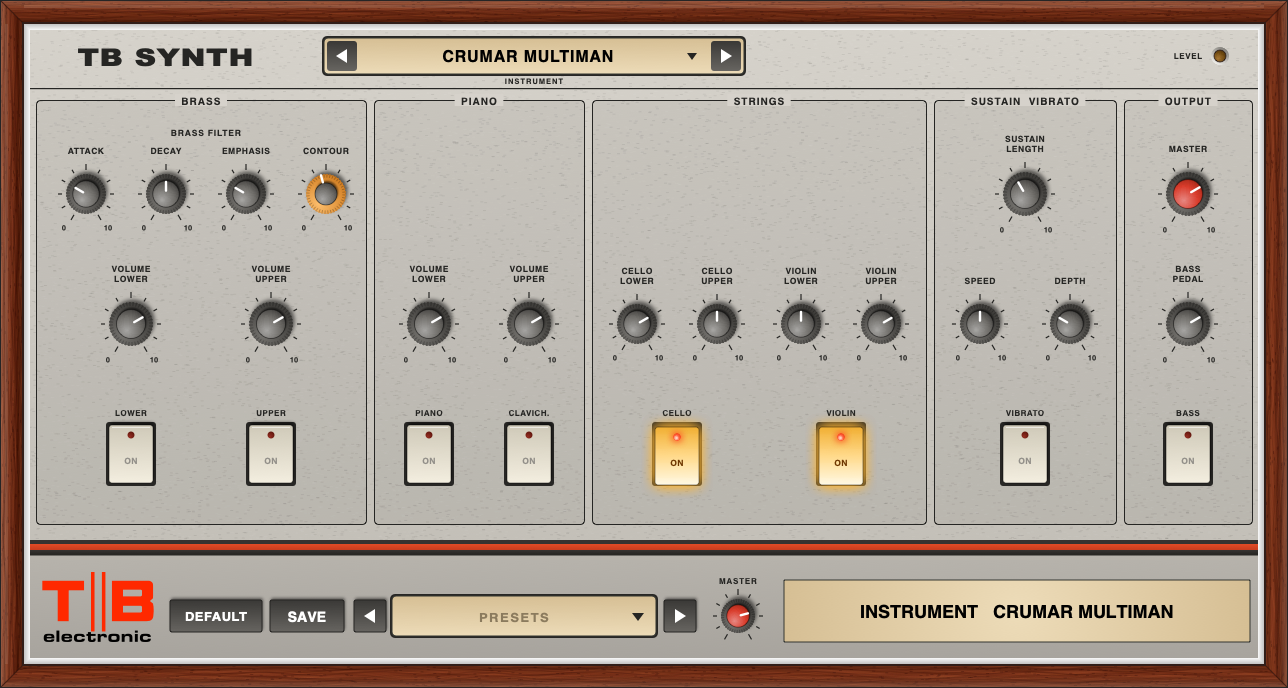 TB SYNTH
CRUMAR MULTIMAN
INSTRUMENT
LEVEL
BRASS
PIANO
STRINGS
SUSTAIN VIBRATO
OUTPUT
BRASS FILTER
ATTACK DECAY EMPHASIS CONTOUR
0 10 0 10 0 10 0 10
SUSTAIN
LENGTH
0 10
MASTER
0 10
VOLUME
LOWER
0 10
VOLUME
UPPER
0 10
VOLUME
LOWER
0 10
VOLUME
UPPER
0 10
CELLO
LOWER
0 10
CELLO
UPPER
0 10
VIOLIN
LOWER
0 10
VIOLIN
UPPER
0 10
SPEED
0 10
DEPTH
0 10
BASS
PEDAL
0 10
LOWER
ON
UPPER
ON
PIANO
ON
CLAVICH.
ON
CELLO
ON
VIOLIN
ON
VIBRATO
ON
BASS
ON
TB
electronic
DEFAULT
SAVE
PRESETS
MASTER
INSTRUMENT CRUMAR MULTIMAN